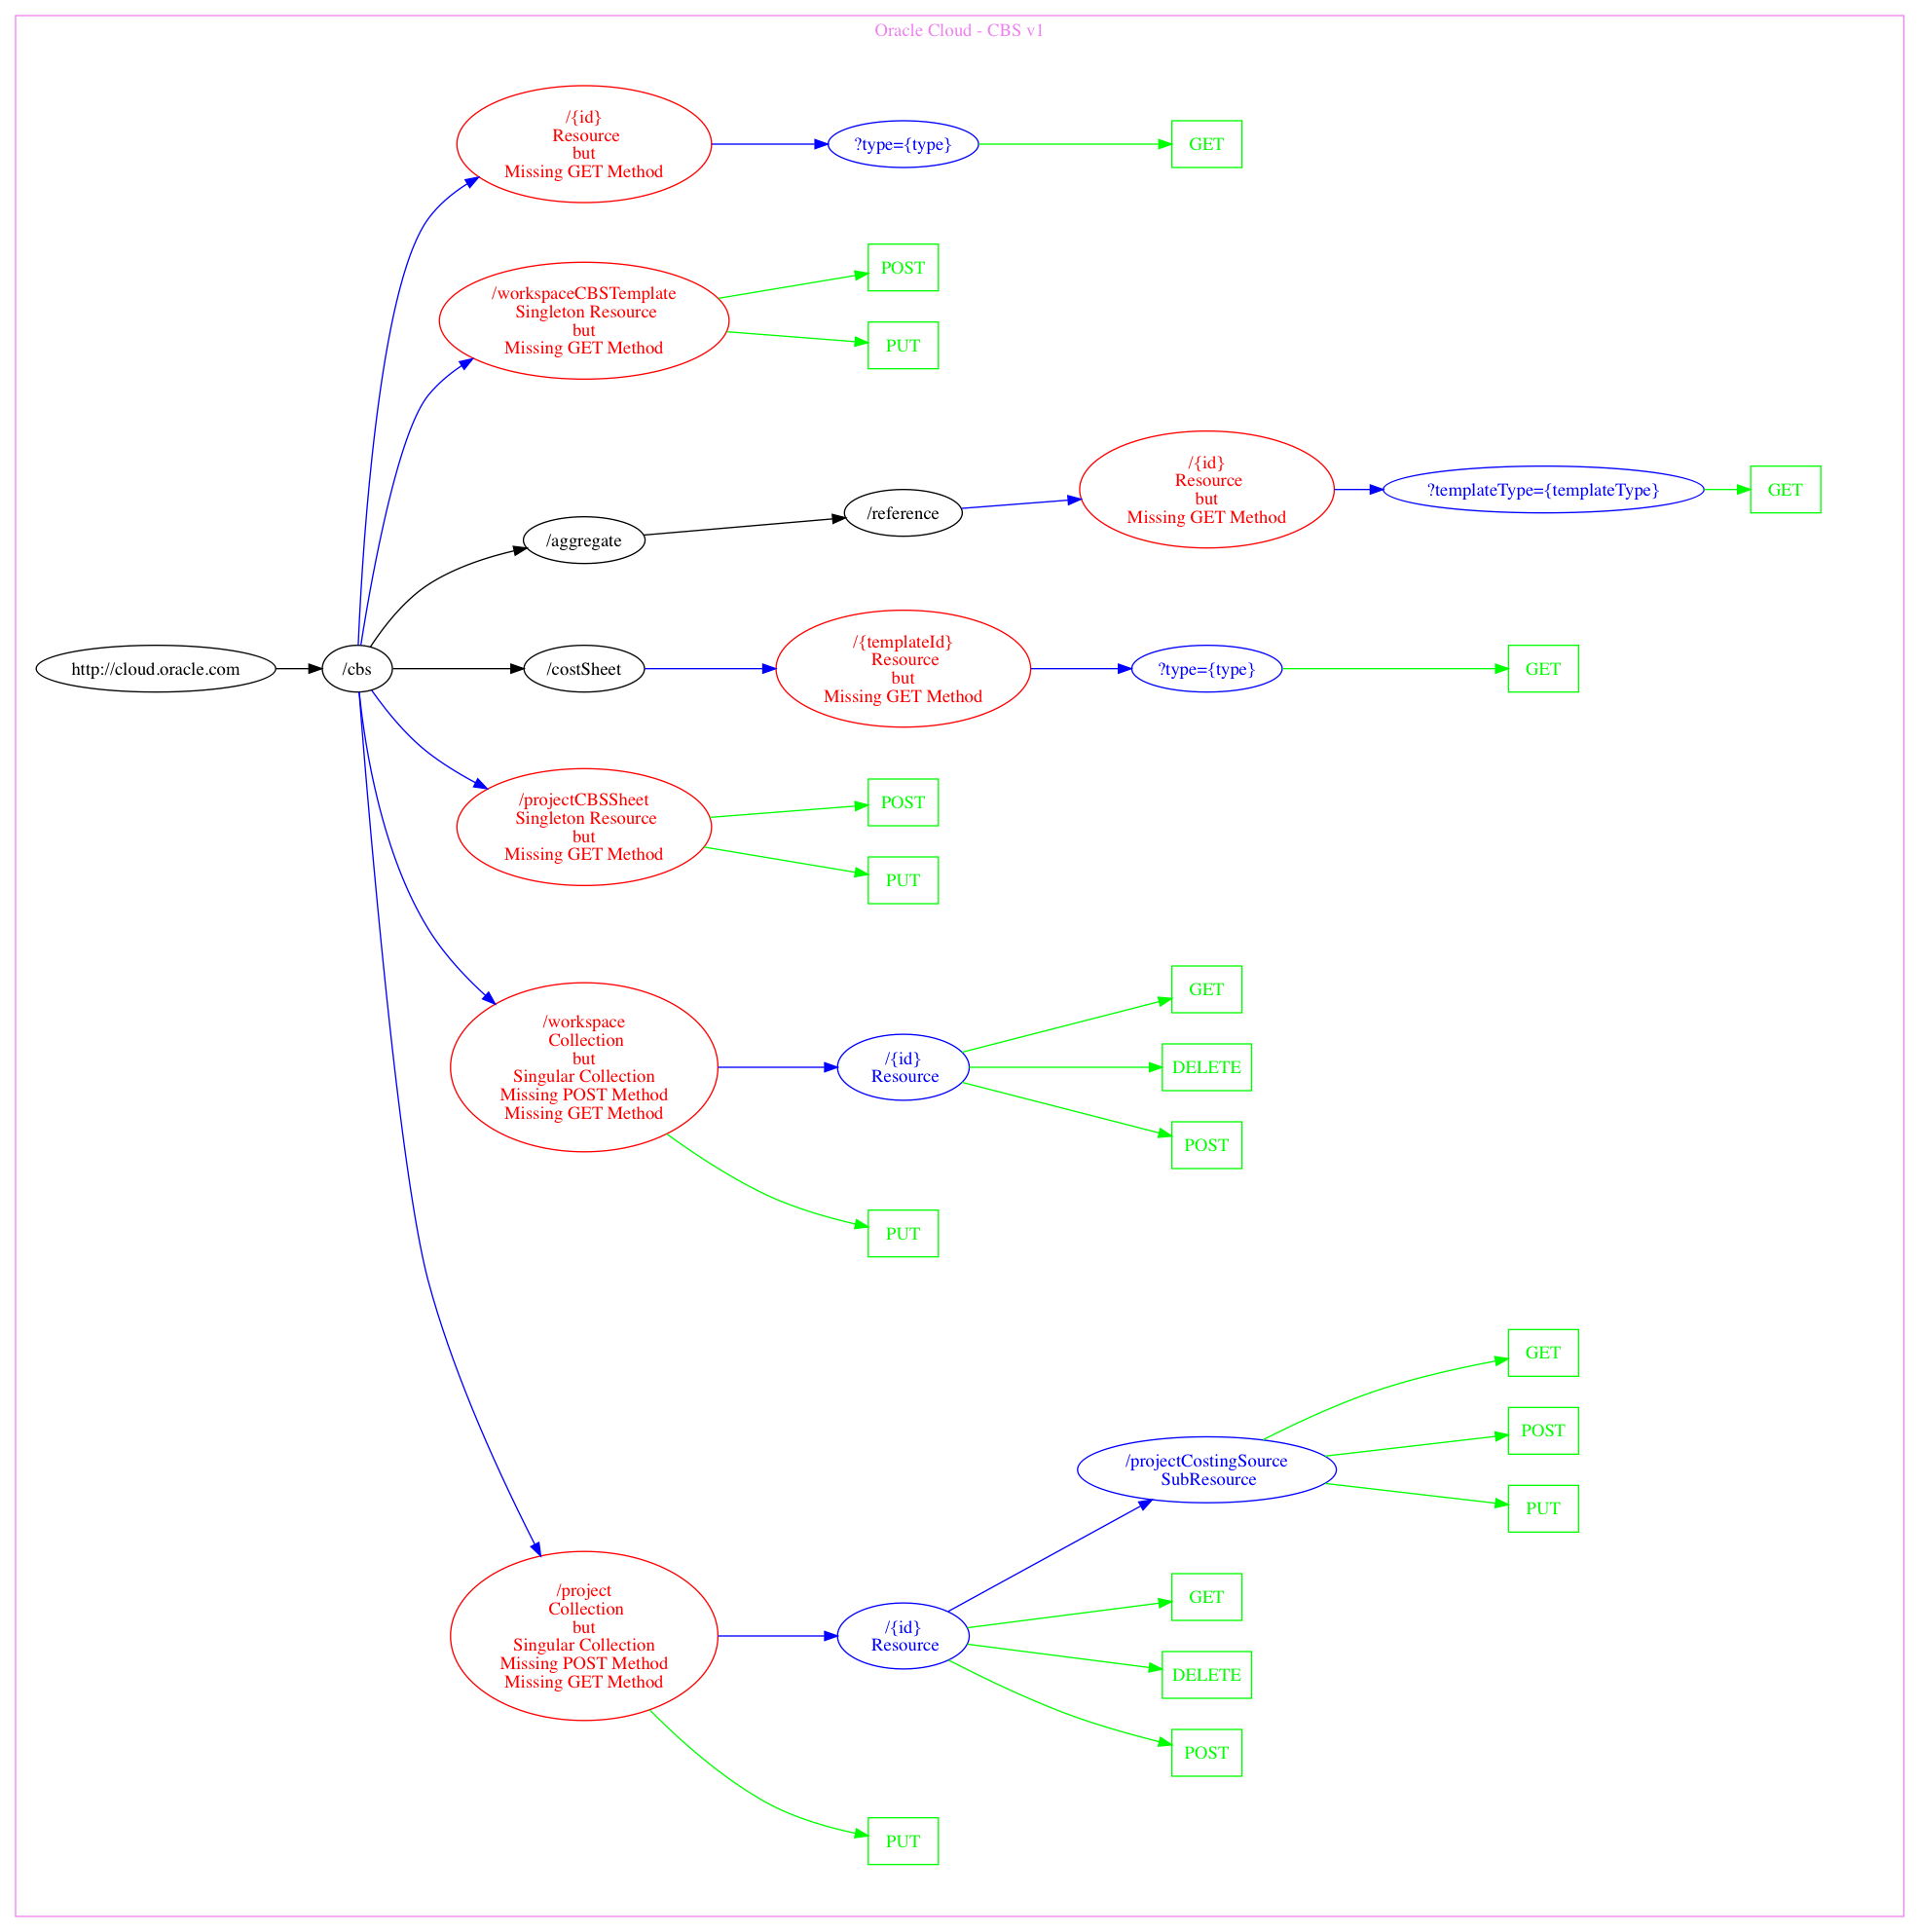 Oracle Cloud - CBS v1
/{id}
Resource
but
Missing GET Method
?type={type}
GET
/workspaceCBSTemplate
Singleton Resource
but
Missing GET Method
POST
PUT
/aggregate
/reference
/{id}
Resource
but
Missing GET Method
?templateType={templateType}
GET
http://cloud.oracle.com
/cbs
/costSheet
/{templateId}
Resource
but
Missing GET Method
?type={type}
GET
/projectCBSSheet
Singleton Resource
but
Missing GET Method
POST
PUT
/workspace
Collection
but
Singular Collection
Missing POST Method
Missing GET Method
/{id}
Resource
GET
DELETE
POST
PUT
/project
Collection
but
Singular Collection
Missing POST Method
Missing GET Method
/{id}
Resource
/projectCostingSource
SubResource
GET
POST
PUT
GET
DELETE
POST
PUT